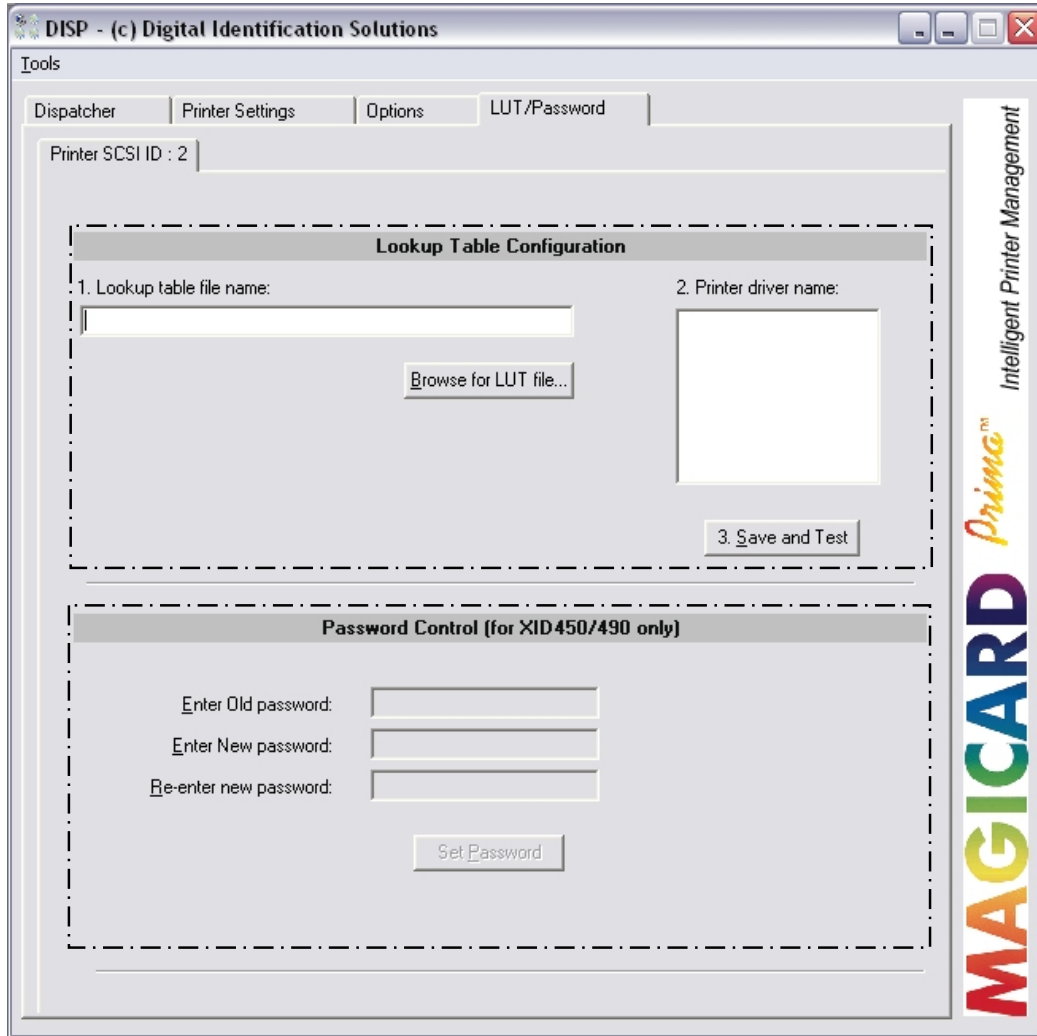 DISP - (c) Digital Identification Solutions
Tools
Dispatcher
Printer Settings
Options
LUT/Password
Printer SCSI ID : 2
Lookup Table Configuration
1. Lookup table file name:
2. Printer driver name:
Browse for LUT file...
3. Save and Test
Password Control (for XID450/490 only)
Enter Old password:
Enter New password:
Re-enter new password:
Set Password
MAGICARD Prima™ Intelligent Printer Management